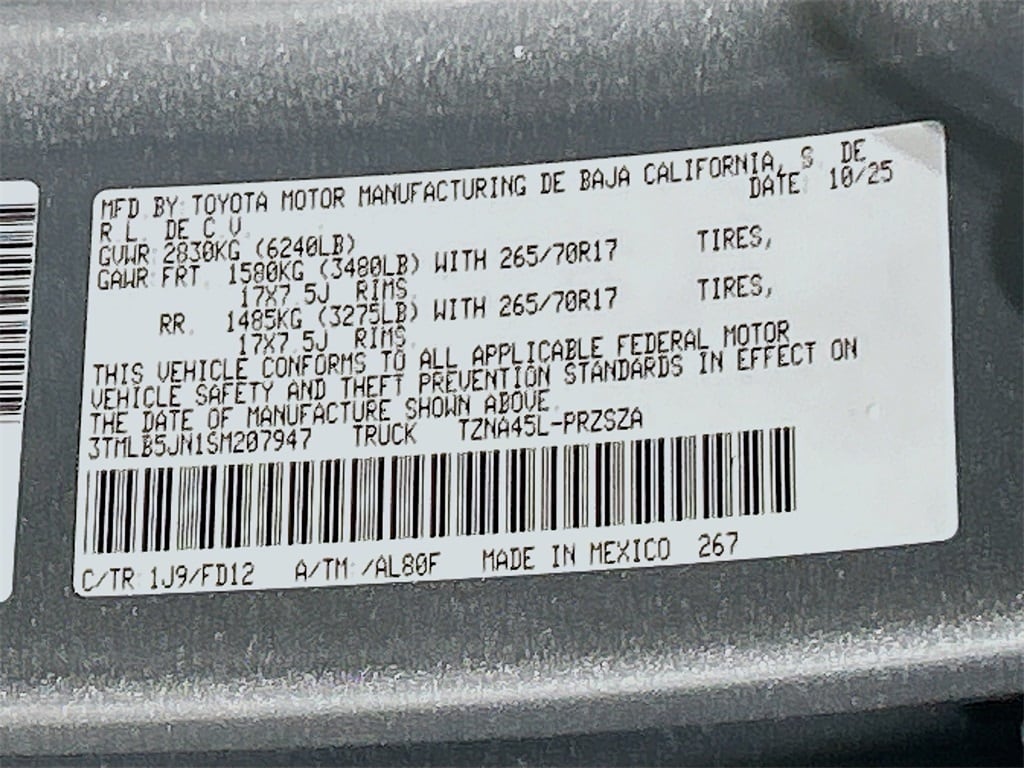 MFD. BY: TOYOTA MOTOR MANUFACTURING DE BAJA CALIFORNIA, S. DE
R.L. DE C.V. DATE: 10/25
GVWR 2830KG (6240LB)
GAWR FRT. 1580KG (3480LB) WITH 265/70R17 TIRES,
17X7.5J RIMS,
RR. 1485KG (3275LB) WITH 265/70R17 TIRES,
17X7.5J RIMS.
THIS VEHICLE CONFORMS TO ALL APPLICABLE FEDERAL MOTOR
VEHICLE SAFETY AND THEFT PREVENTION STANDARDS IN EFFECT ON
THE DATE OF MANUFACTURE SHOWN ABOVE.
3TMLB5JN1SM207947 TRUCK TZNA45L-PRZSZA
C/TR:1J9/FD12 A/TM:/AL80F MADE IN MEXICO 267